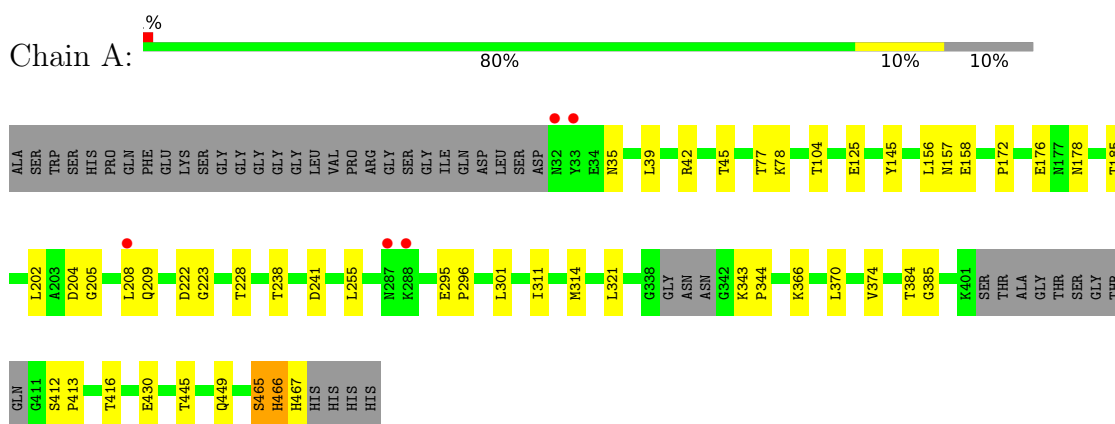 %
Chain A:
80% 10% 10%
ALA SER TRP SER HIS PRO GLN PHE GLU LYS SER GLY GLY GLY GLY GLY LEU VAL PRO ARG GLY SER GLY ILE GLN ASP LEU SER ASP N32 Y33 E34 N35 L39 R42 T45 T77 K78 T104 E125 Y145 L156 N157 E158 P172 E176 N177 N178 T185
L202 A203 D204 G205 L208 Q209 D222 G223 T228 T238 D241 L255 N287 K288 E295 P296 L301 I311 M314 L321 G338 GLY ASN ASN G342 K343 P344 K366 L370 V374 T384 G385 K401 SER THR ALA GLY THR SER GLY THR
GLN G411 S412 P413 T416 E430 T445 Q449 S465 H466 H467 HIS HIS HIS HIS